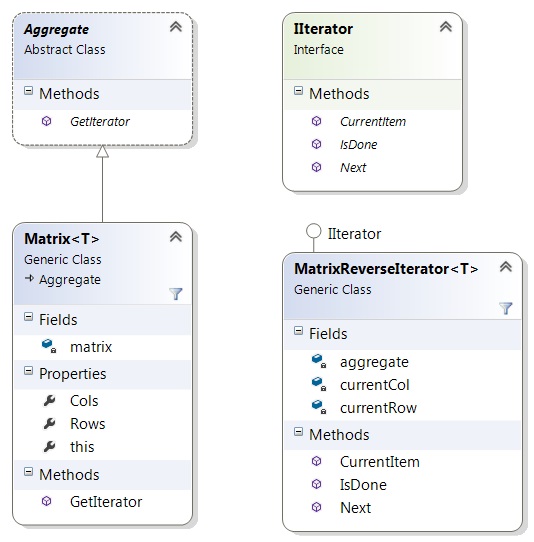 Aggregate
Abstract Class
Methods
GetIterator
IIterator
Interface
Methods
CurrentItem
IsDone
Next
Matrix<T>
Generic Class
Aggregate
Fields
matrix
Properties
Cols
Rows
this
Methods
GetIterator
IIterator
MatrixReverseIterator<T>
Generic Class
Fields
aggregate
currentCol
currentRow
Methods
CurrentItem
IsDone
Next